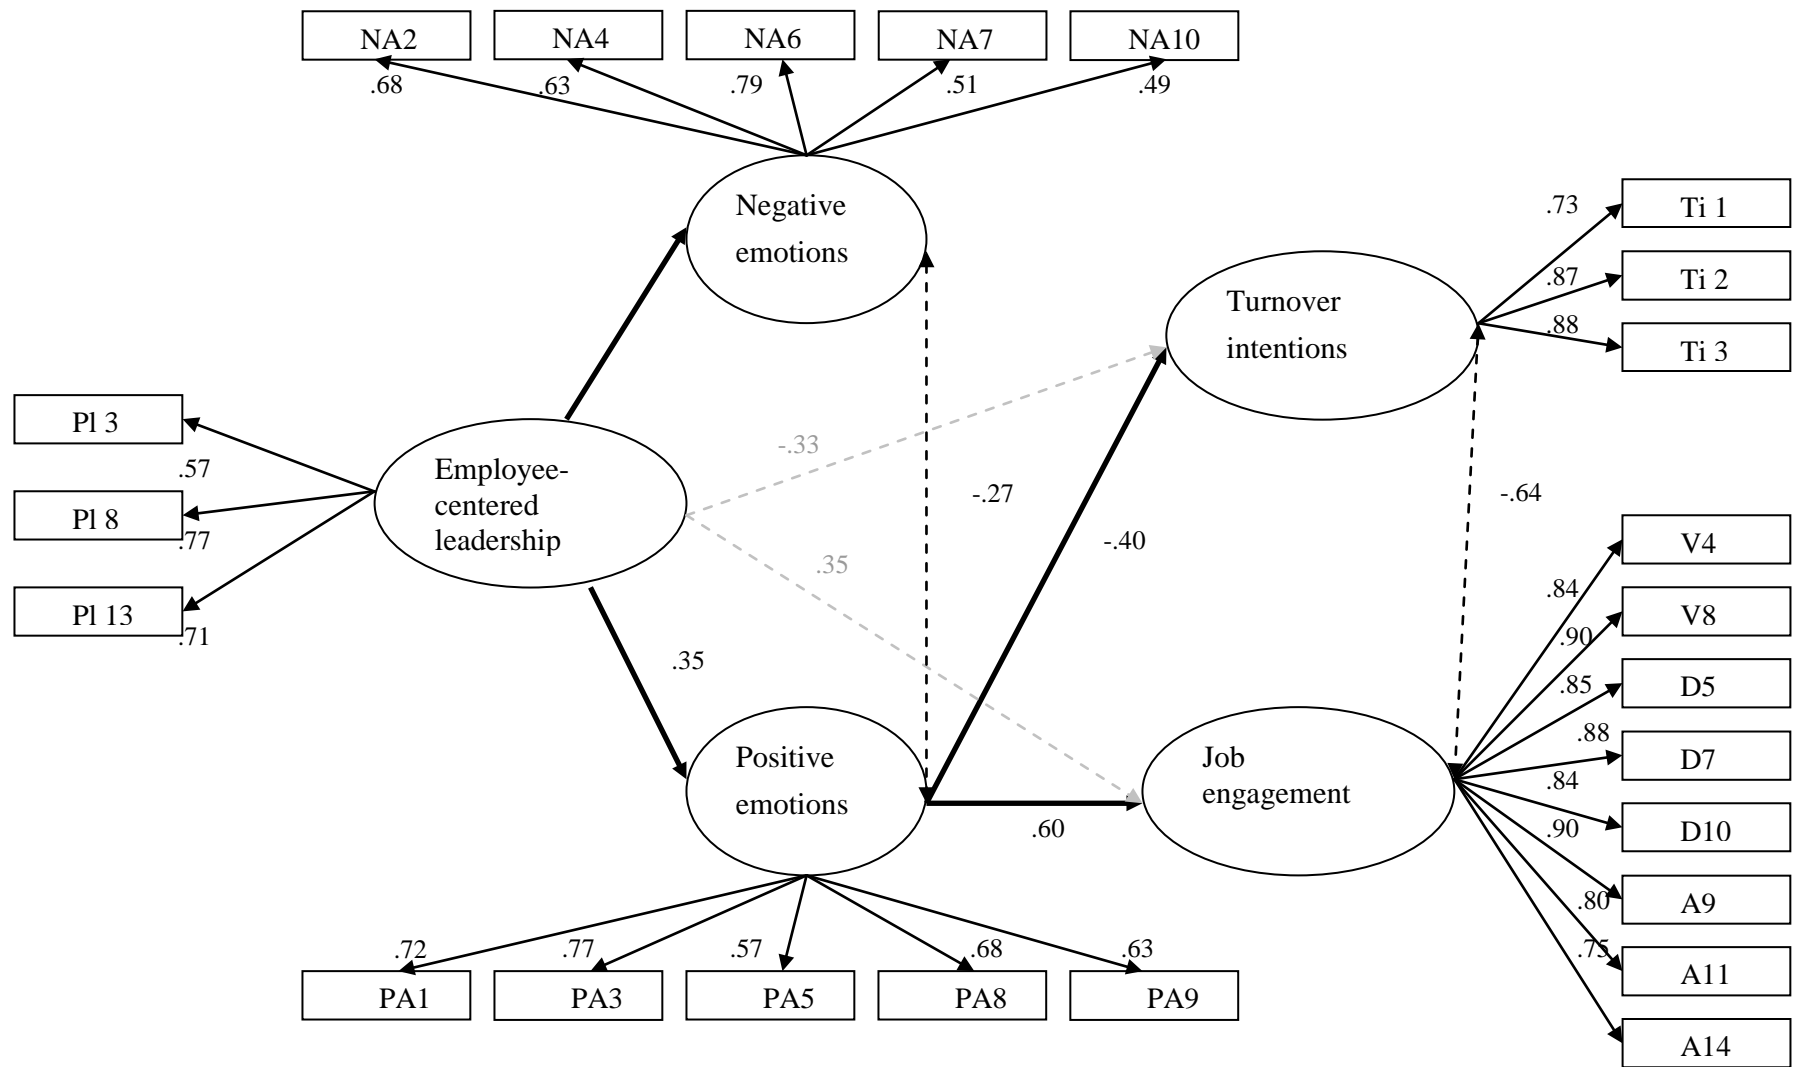 NA2 NA4 NA6 NA7 NA10
.68 .63 .79 .51 .49
Negative
emotions
.73 Ti 1
.87 Ti 2
.88 Ti 3
Turnover
intentions
Pl 3
.57
Pl 8
.77
Pl 13
.71
Employee-
centered
leadership
-.33
.35
-.27
-.40
-.64
.35
.60
Positive
emotions
Job
engagement
V4
.84
V8
.90
D5
.85
D7
.88
D10
.84
A9
.90
A11
.80
A14
.75
.72 .77 .57 .68 .63
PA1 PA3 PA5 PA8 PA9